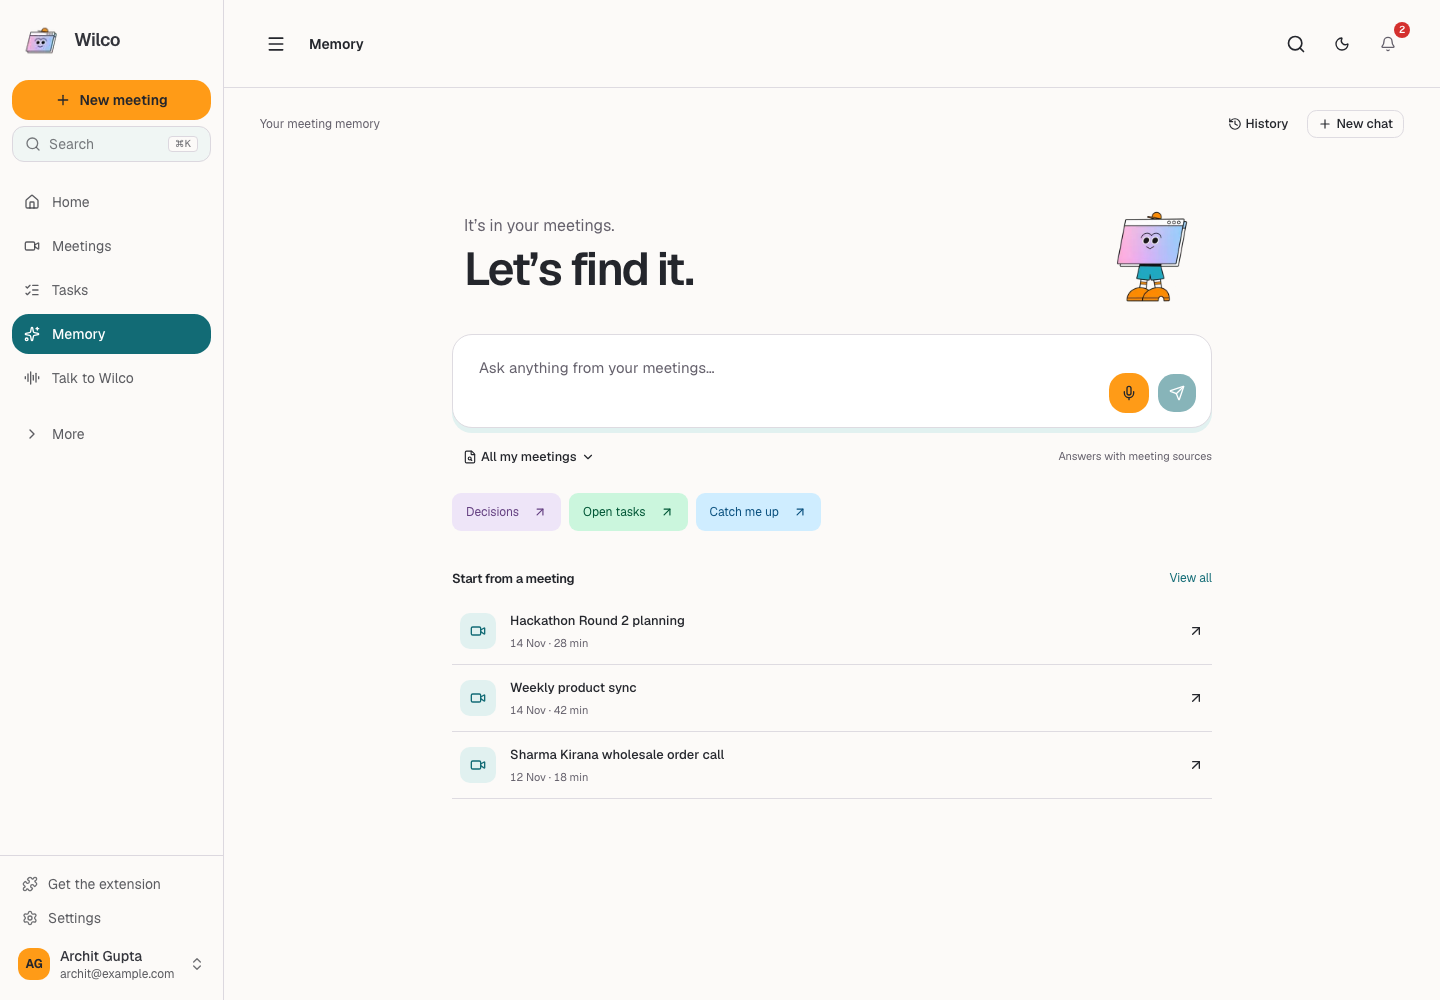 Wilco
New meeting
Search
⌘K
Home
Meetings
Tasks
Memory
Talk to Wilco
More
Get the extension
Settings
AG
Archit Gupta
archit@example.com
Memory
2
Your meeting memory
History
New chat
It's in your meetings.
Let's find it.
Ask anything from your meetings...
All my meetings
Answers with meeting sources
Decisions
Open tasks
Catch me up
Start from a meeting
View all
Hackathon Round 2 planning
14 Nov · 28 min
Weekly product sync
14 Nov · 42 min
Sharma Kirana wholesale order call
12 Nov · 18 min